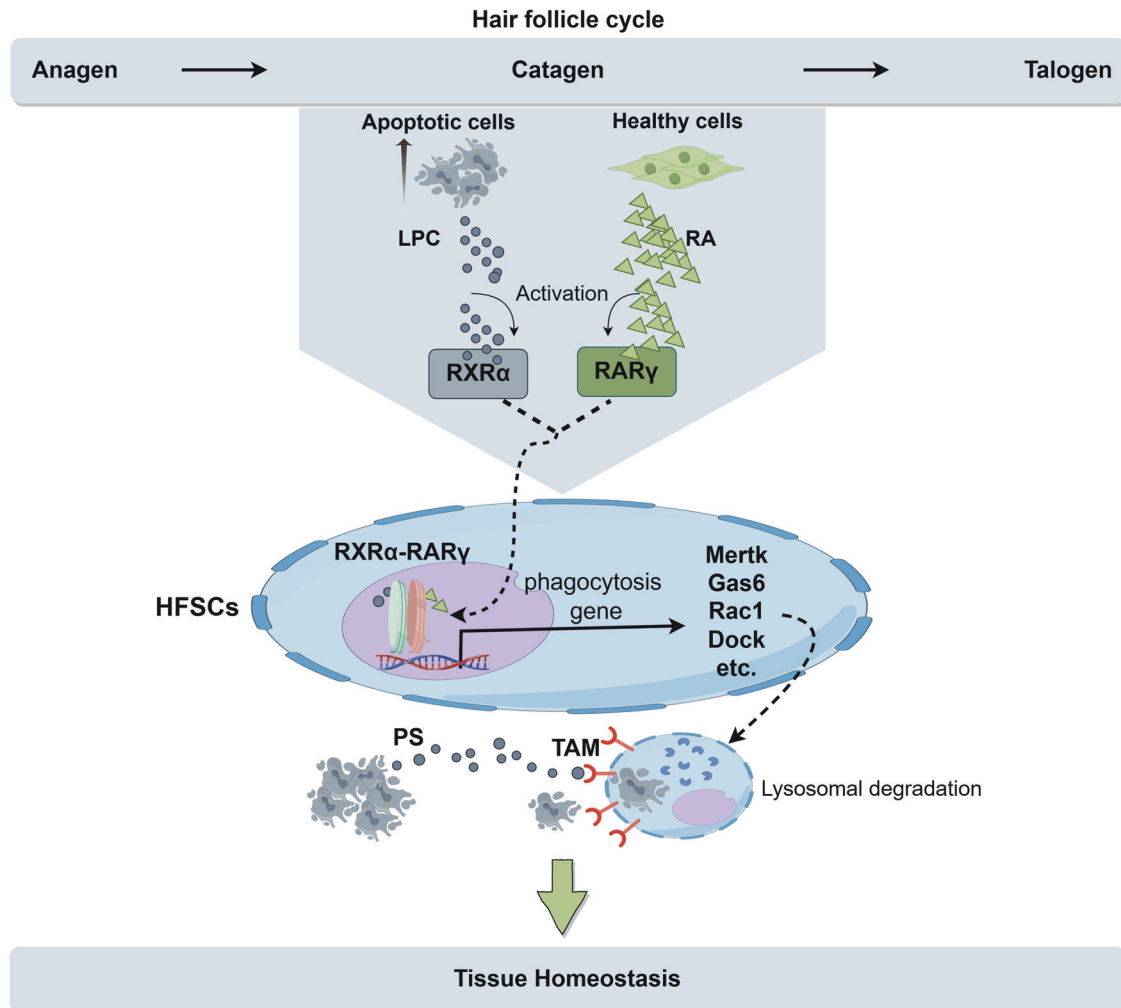 Hair follicle cycle
Anagen
Catagen
Talogen
Apoptotic cells
Healthy cells
LPC
RA
Activation
RXRα
RARγ
RXRα-RARγ
HFSCs
phagocytosis
gene
Mertk
Gas6
Rac1
Dock
etc.
PS
TAM
Lysosomal degradation
Tissue Homeostasis